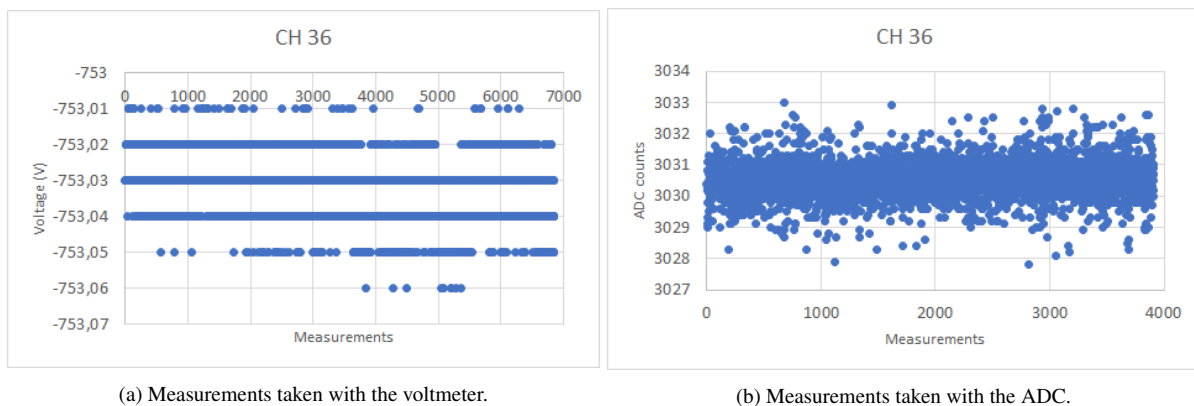 CH 36
-753
-753,01
-753,02
-753,03
-753,04
-753,05
-753,06
-753,07
0 1000 2000 3000 4000 5000 6000 7000
Voltage (V)
Measurements
(a) Measurements taken with the voltmeter.
CH 36
3034
3033
3032
3031
3030
3029
3028
3027
0 1000 2000 3000 4000
ADC counts
Measurements
(b) Measurements taken with the ADC.